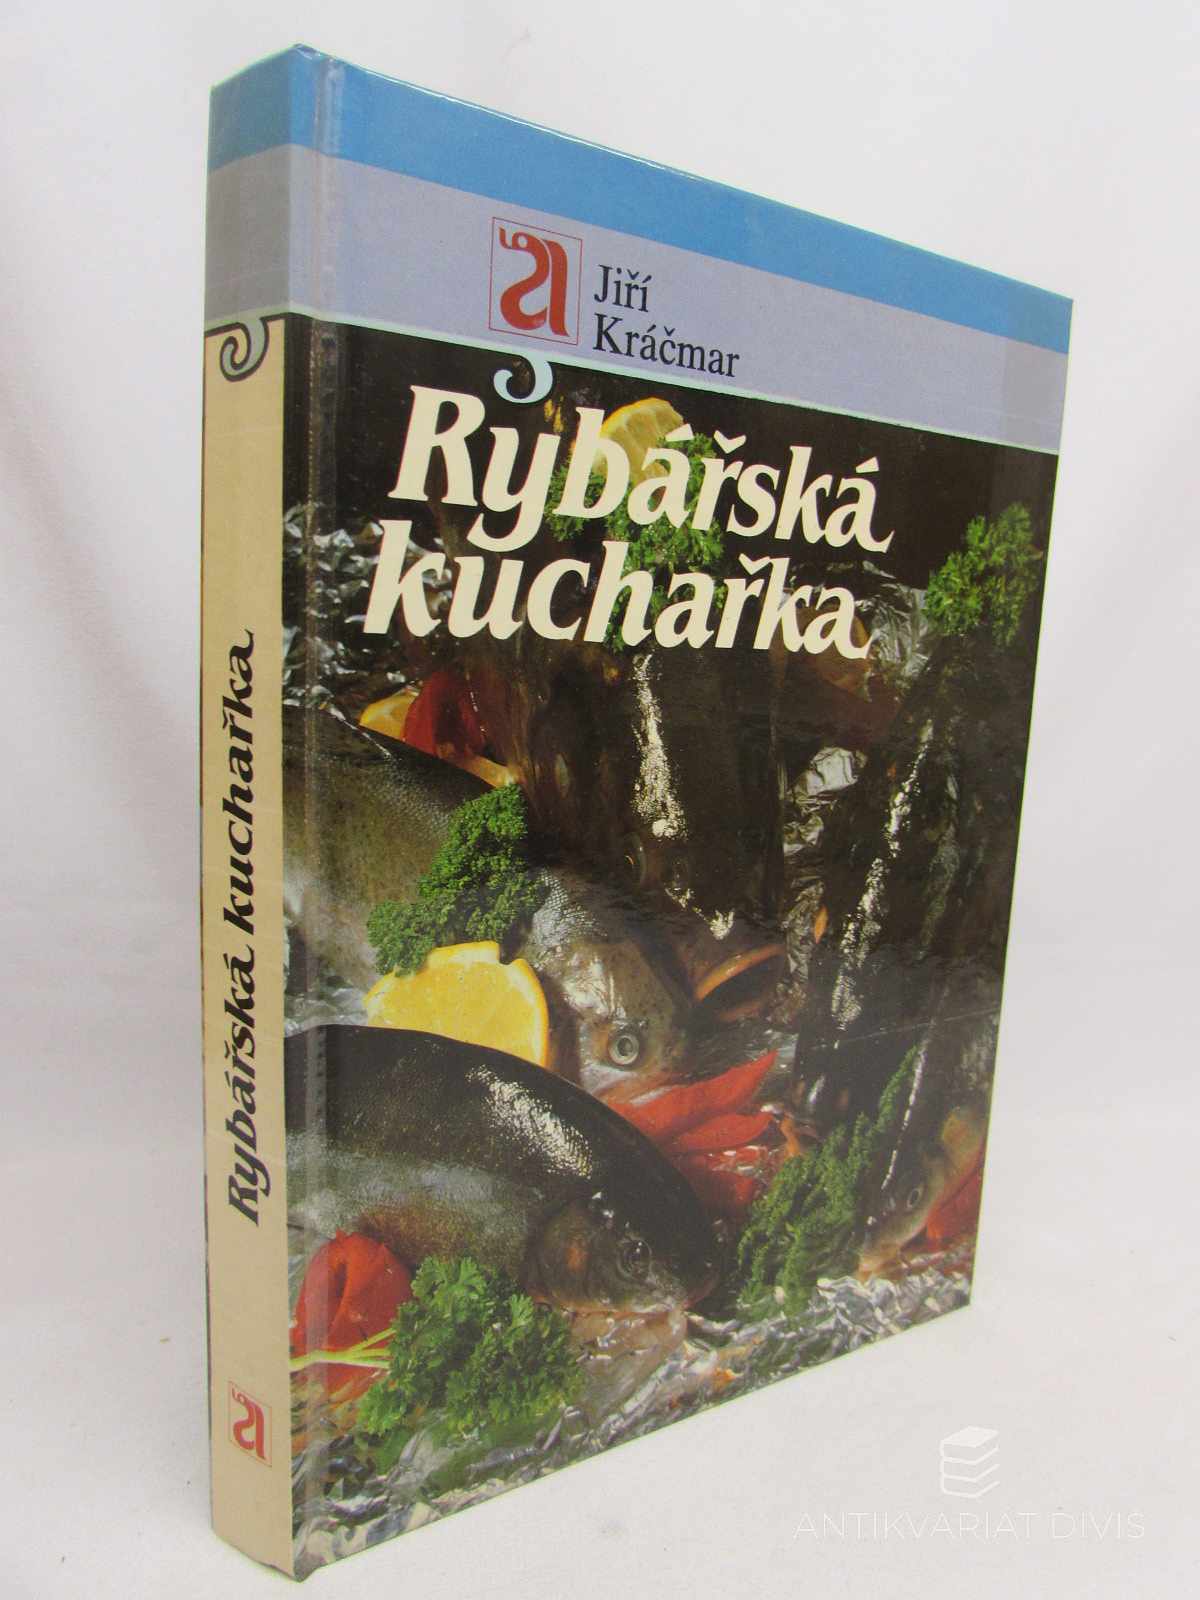 Jiří
Kráčmar
Rybářská
kuchařka
Rybářská kuchařka
ANTIKVARIAT DIVIS